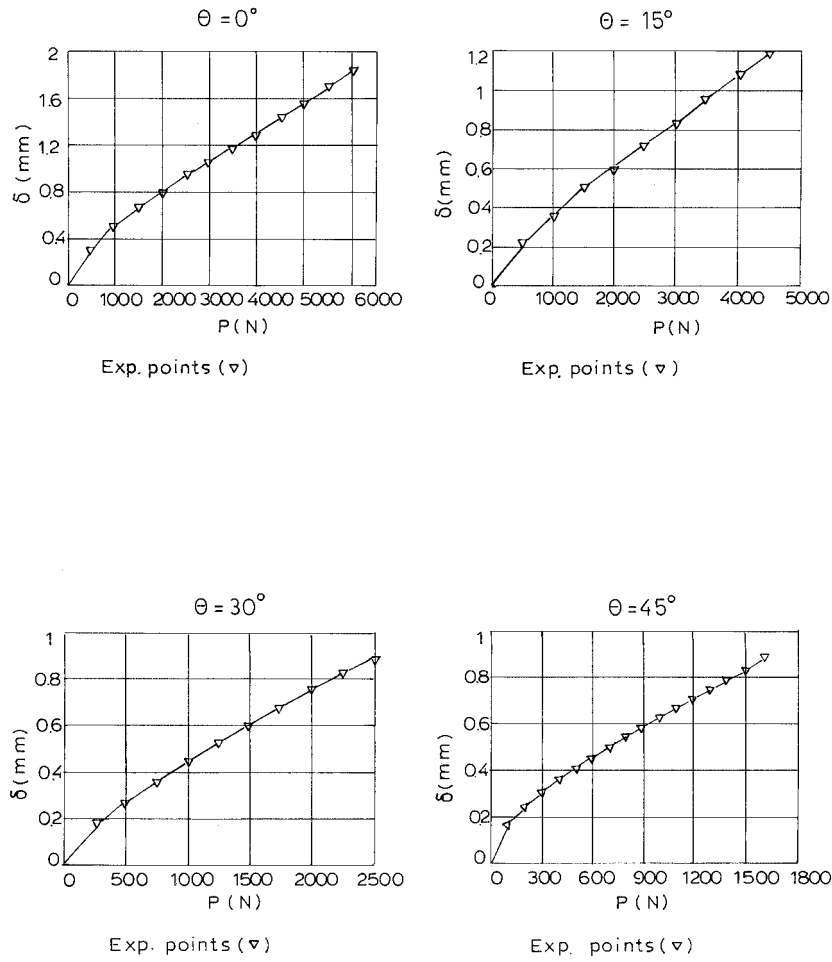 θ = 0°
2
1.6
1.2
0.8
0.4
0
δ (mm)
0 1000 2000 3000 4000 5000 6000
P(N)
Exp. points (▽)
θ = 15°
1.2
1
0.8
0.6
0.4
0.2
0
δ(mm)
0 1000 2000 3000 4000 5000
P(N)
Exp. points (▽)
θ = 30°
1
0.8
0.6
0.4
0.2
0
δ(mm)
0 500 1000 1500 2000 2500
P(N)
Exp. points (▽)
θ=45°
1
0.8
0.6
0.4
0.2
0
δ(mm)
0 300 600 900 1200 1500 1800
P(N)
Exp. points (▽)